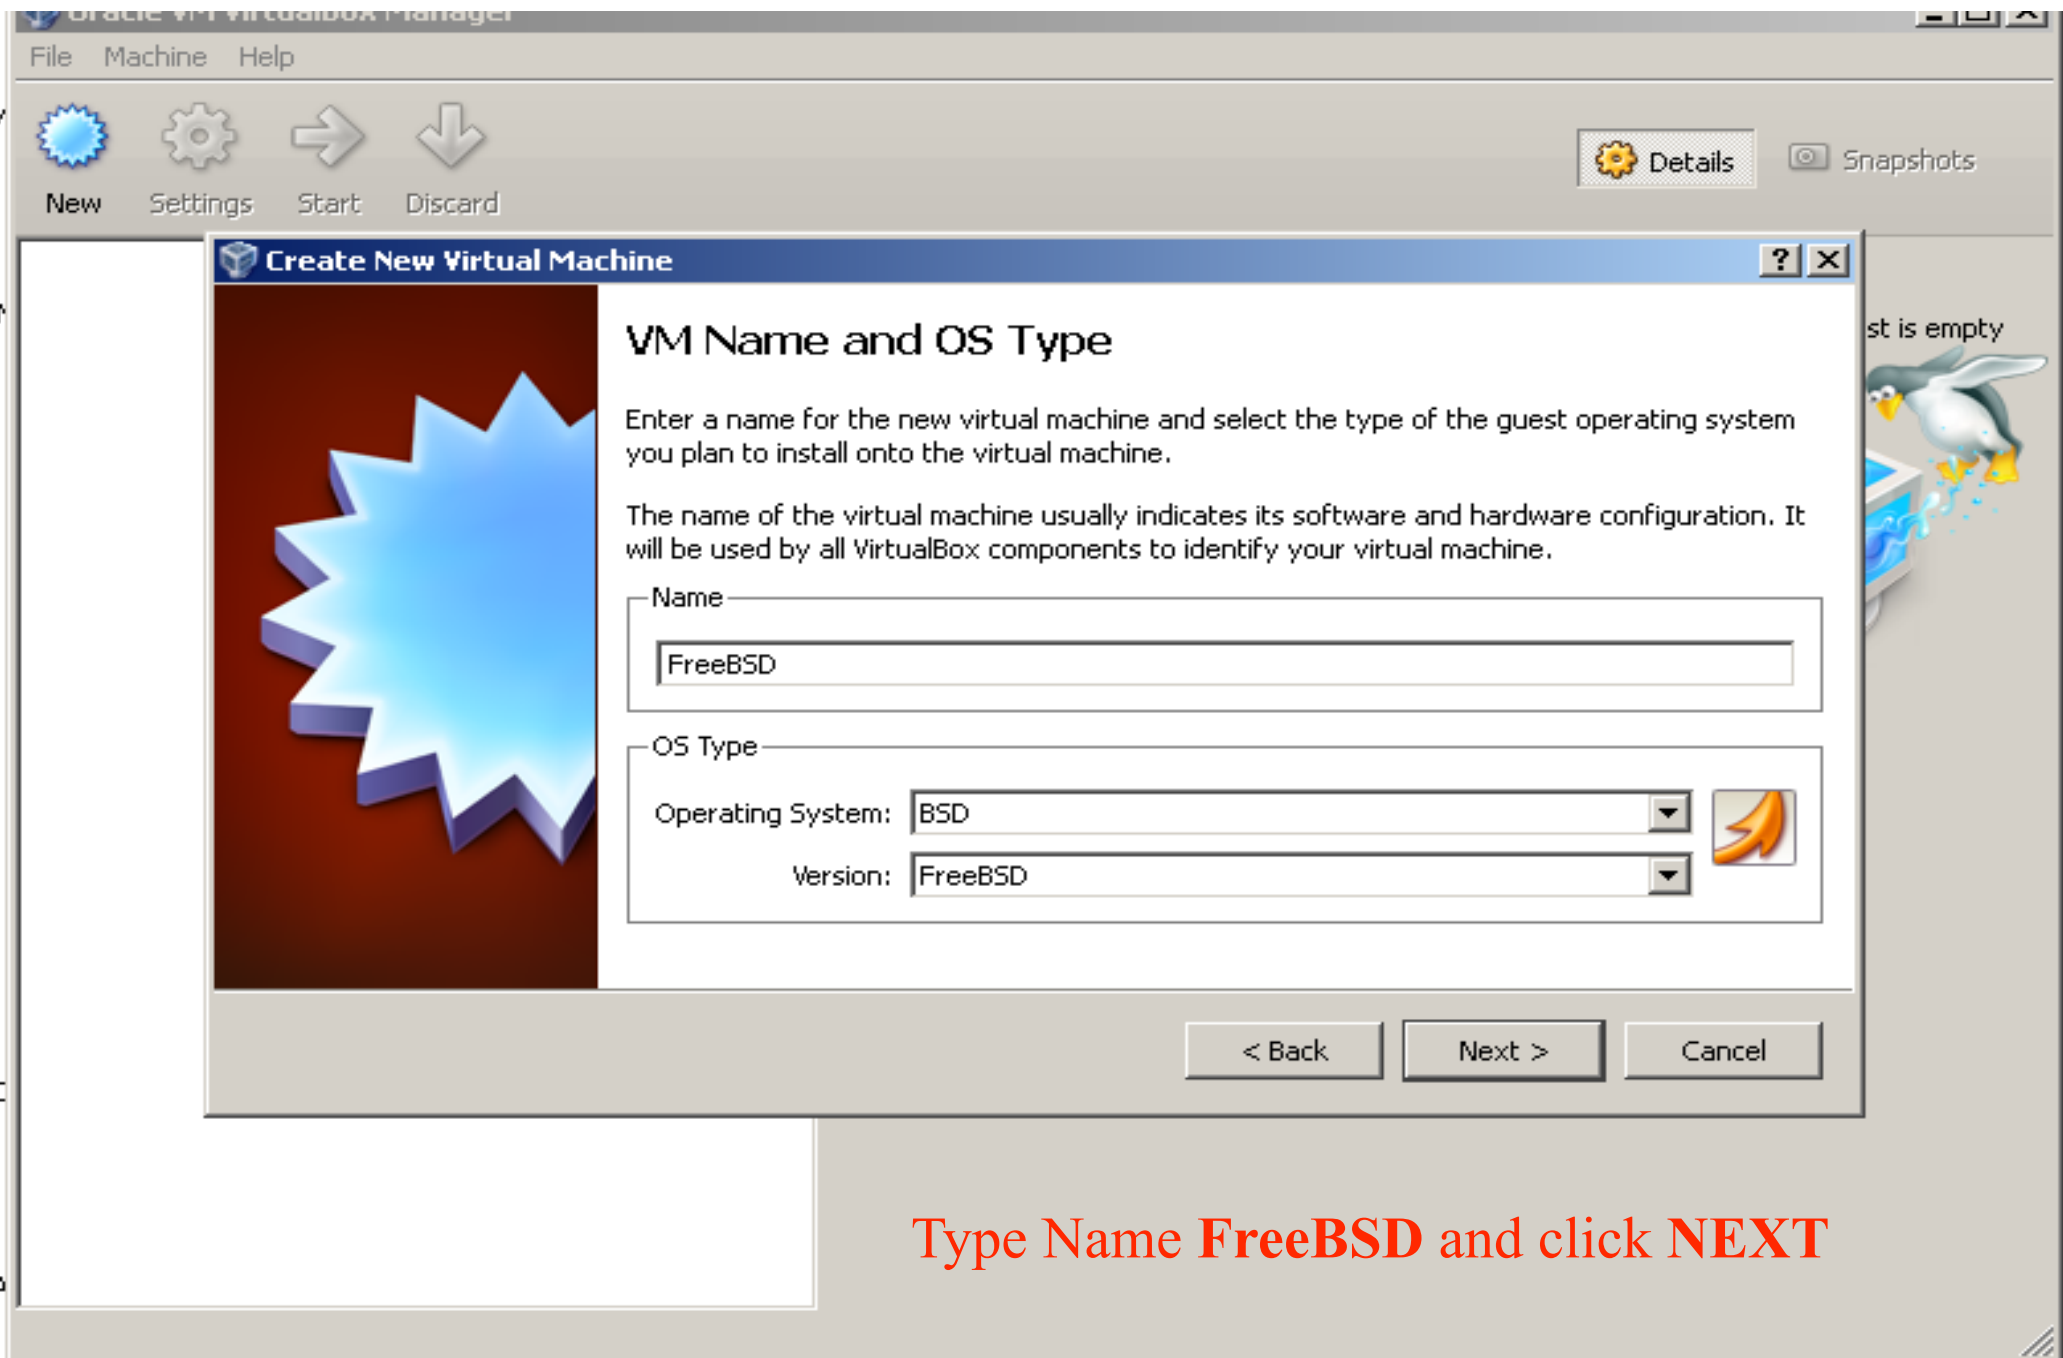 Oracle VM VirtualBox Manager
File Machine Help
New Settings Start Discard
Details Snapshots
Create New Virtual Machine
st is empty
VM Name and OS Type
Enter a name for the new virtual machine and select the type of the guest operating system
you plan to install onto the virtual machine.
The name of the virtual machine usually indicates its software and hardware configuration. It
will be used by all VirtualBox components to identify your virtual machine.
Name
FreeBSD
OS Type
Operating System: BSD
Version: FreeBSD
< Back Next > Cancel
Type Name FreeBSD and click NEXT